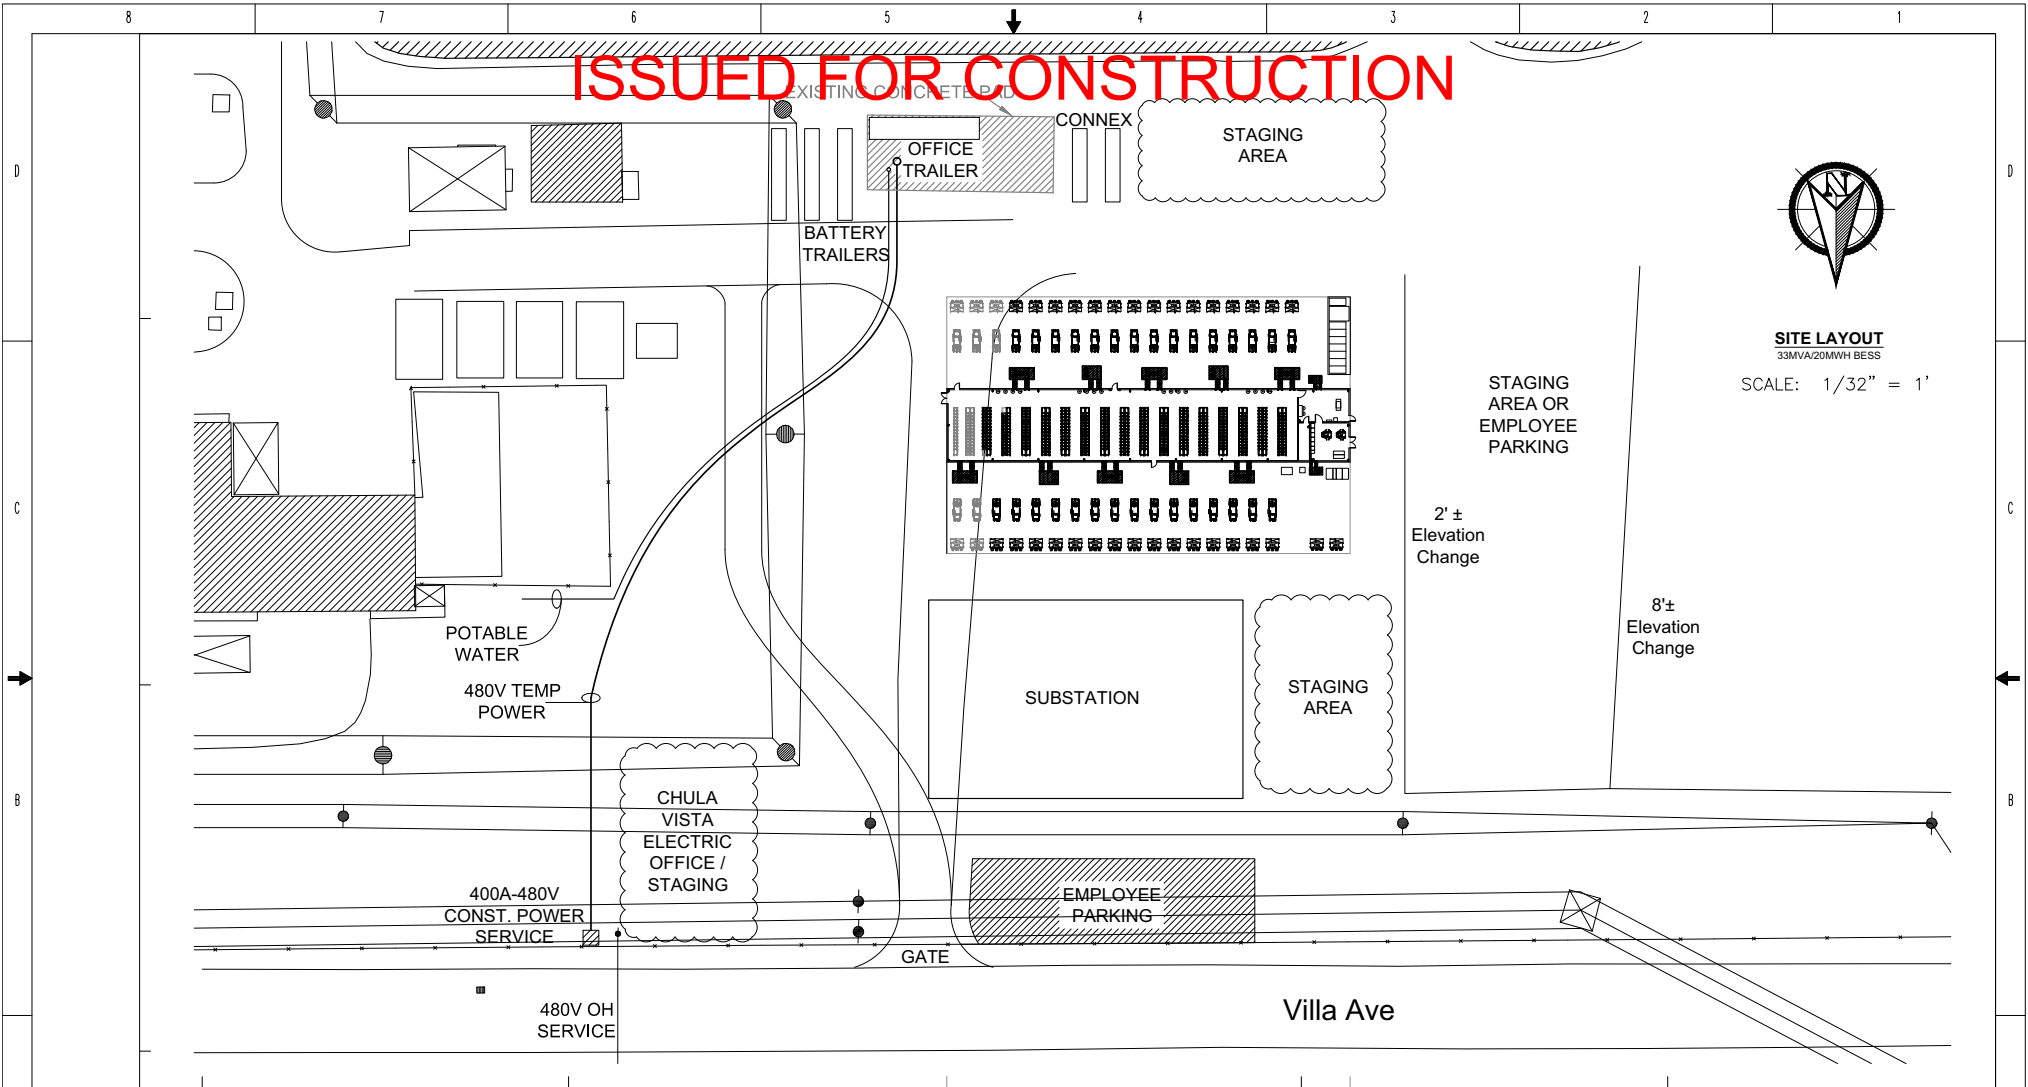 8 7 6 5 4 3 2 1
ISSUED FOR CONSTRUCTION
EXISTING CONCRETE PAD
CONNEX
STAGING
AREA
OFFICE
TRAILER
D
D
N
BATTERY
TRAILERS
SITE LAYOUT
33MVA/20MWH BESS
SCALE: 1/32" = 1'
STAGING
AREA OR
EMPLOYEE
PARKING
C
C
2' ±
Elevation
Change
8'±
Elevation
Change
POTABLE
WATER
480V TEMP
POWER
SUBSTATION
STAGING
AREA
B
B
CHULA
VISTA
ELECTRIC
OFFICE /
STAGING
400A-480V
CONST. POWER
SERVICE
EMPLOYEE
PARKING
GATE
480V OH
SERVICE
Villa Ave